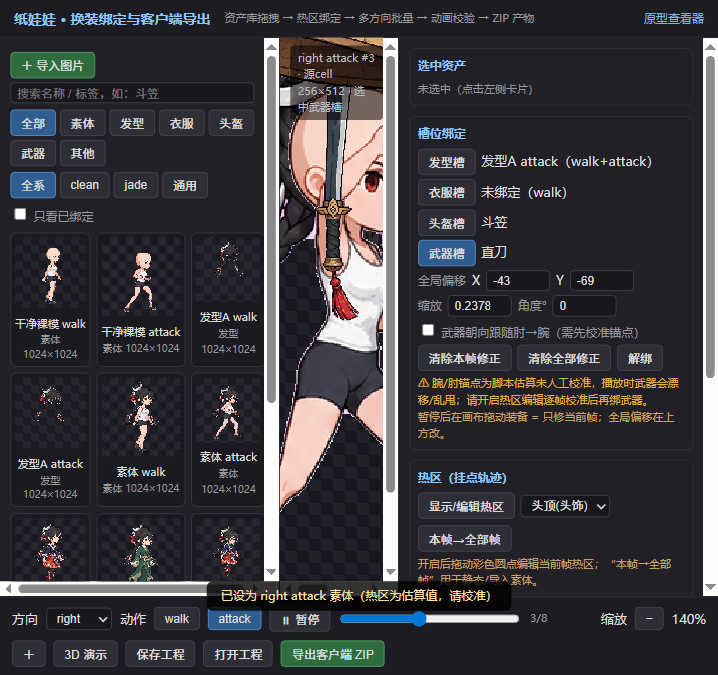 纸娃娃 • 换装绑定与客户端导出 资产库拖拽 → 热区绑定 → 多方向批量 → 动画校验 → ZIP 产物 原型查看器
＋ 导入图片
搜索名称 / 标签，如：斗笠
全部 素体 发型 衣服 头盔
武器 其他
全系 clean jade 通用
只看已绑定
干净裸模 walk
素体
1024×1024
干净裸模 attack
素体 1024×1024
发型A walk
发型
1024×1024
发型A attack
发型
1024×1024
素体 walk
素体 1024×1024
素体 attack
素体
1024×1024
right attack #3
· 源cell
256×512 · 选
中武器槽
选中资产
未选中（点击左侧卡片）
槽位绑定
发型槽 发型A attack（walk+attack）
衣服槽 未绑定（walk）
头盔槽 斗笠
武器槽 直刀
全局偏移 X -43 Y -69
缩放 0.2378 角度° 0
武器朝向跟随肘→腕（需先校准锚点）
清除本帧修正 清除全部修正 解绑
⚠ 腕/肘锚点为脚本估算未人工校准，播放时武器会漂
移/乱甩；请开启热区编辑逐帧校准后再绑武器。
暂停后在画布拖动装备 = 只修当前帧；全局偏移在上
方改。
热区（挂点轨迹）
显示/编辑热区 头顶(头饰)
本帧→全部帧
开启后拖动彩色圆点编辑当前帧热区；“本帧→全部
帧”用于静态/导入素体。
已设为 right attack 素体（热区为估算值，请校准）
方向 right 动作 walk attack ⏸ 暂停 3/8 缩放 − 140%
＋ 3D 演示 保存工程 打开工程 导出客户端 ZIP